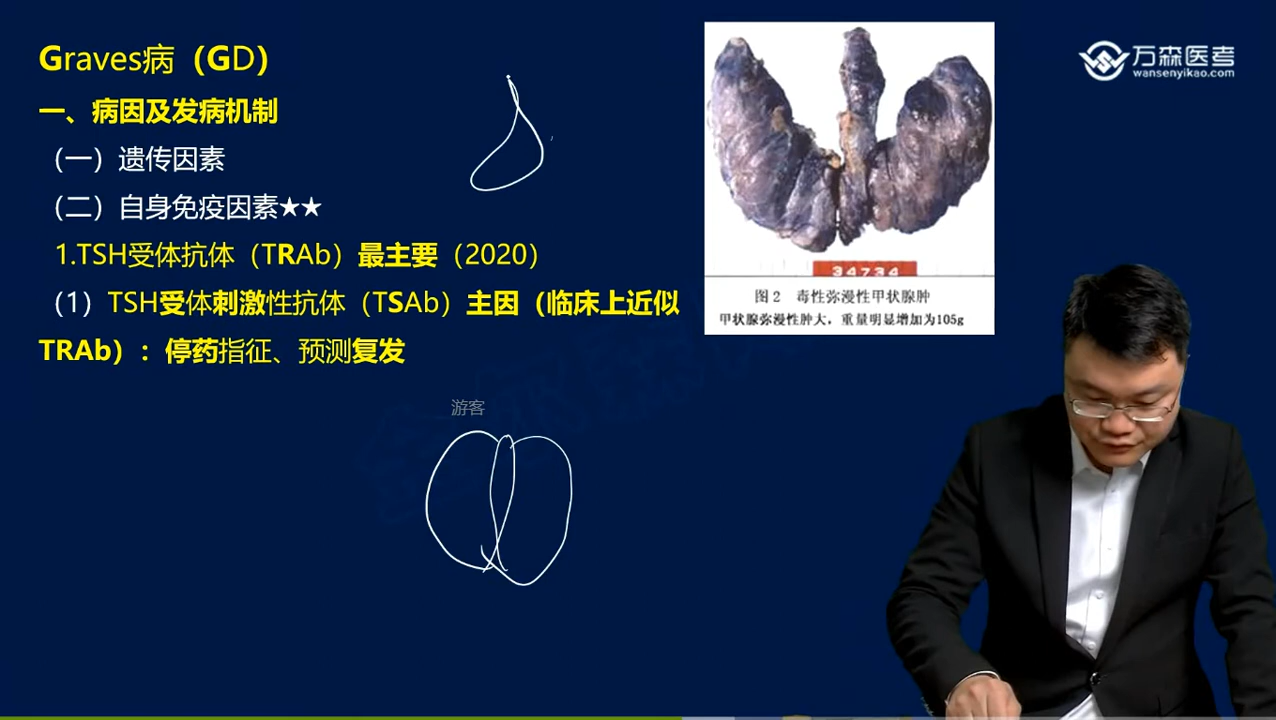 Graves病（GD）
一、病因及发病机制
（一）遗传因素
（二）自身免疫因素★★
1.TSH受体抗体（TRAb）最主要（2020）
（1）TSH受体刺激性抗体（TSAb）主因（临床上近似
TRAb）：停药指征、预测复发
游客
34734
图2 毒性弥漫性甲状腺肿
甲状腺弥漫性肿大，重量明显增加为105g
万森医考
wansenyikao.com